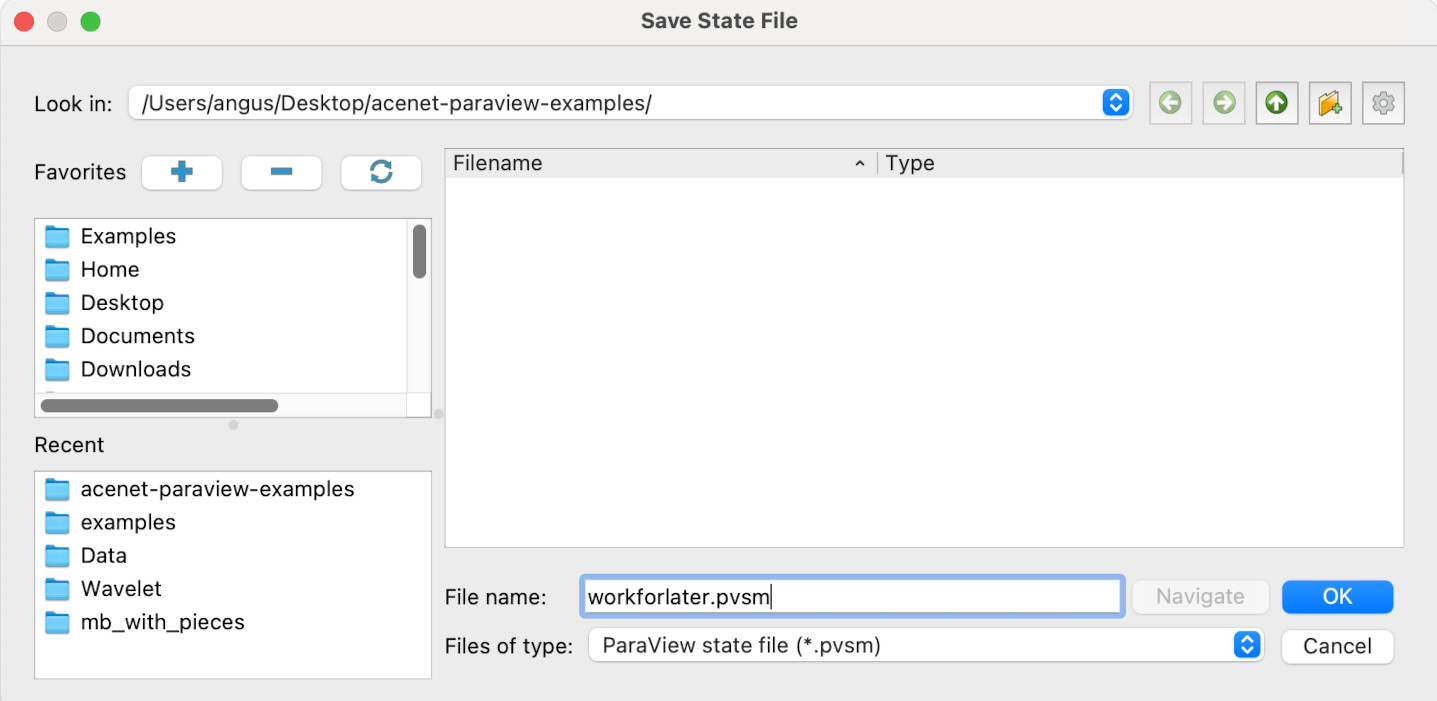 Save State File
Look in: /Users/angus/Desktop/acenet-paraview-examples/
Favorites
Filename Type
Examples
Home
Desktop
Documents
Downloads
Recent
acenet-paraview-examples
examples
Data
Wavelet
mb_with_pieces
File name: workforlater.pvsm Navigate OK
Files of type: ParaView state file (*.pvsm) Cancel